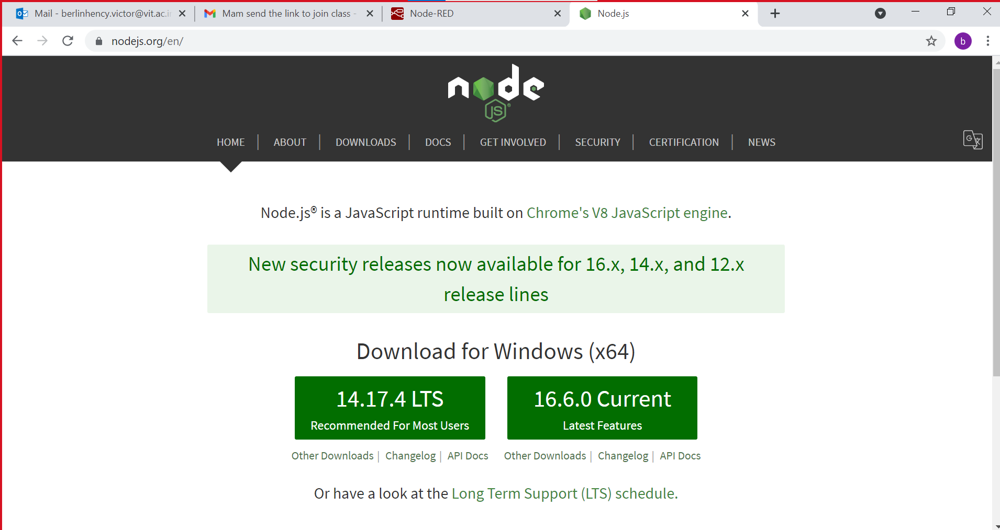 Mail - berlinhency.victor@vit.ac.in
Mam send the link to join class -
Node-RED
Node.js
nodejs.org/en/
b
node
JS®
HOME | ABOUT | DOWNLOADS | DOCS | GET INVOLVED | SECURITY | CERTIFICATION | NEWS
Node.js® is a JavaScript runtime built on Chrome's V8 JavaScript engine.
New security releases now available for 16.x, 14.x, and 12.x
release lines
Download for Windows (x64)
14.17.4 LTS
Recommended For Most Users
16.6.0 Current
Latest Features
Other Downloads | Changelog | API Docs
Other Downloads | Changelog | API Docs
Or have a look at the Long Term Support (LTS) schedule.